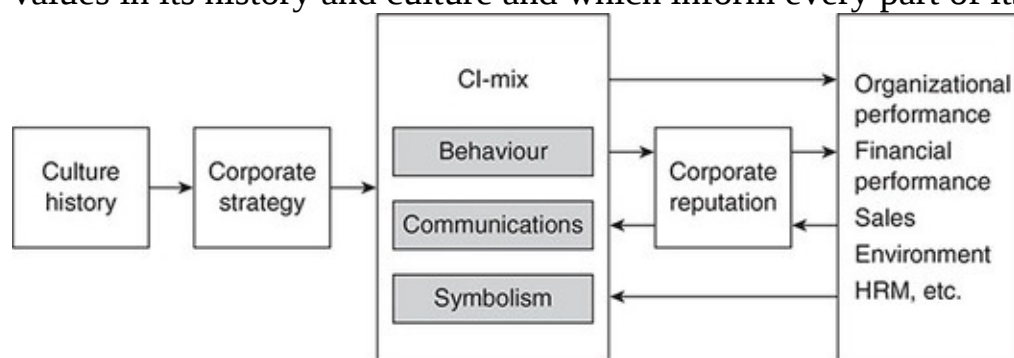 values in its history and culture and which inform every part of its
Culture
history
Corporate
strategy
CI-mix
Behaviour
Communications
Symbolism
Corporate
reputation
Organizational
performance
Financial
performance
Sales
Environment
HRM, etc.